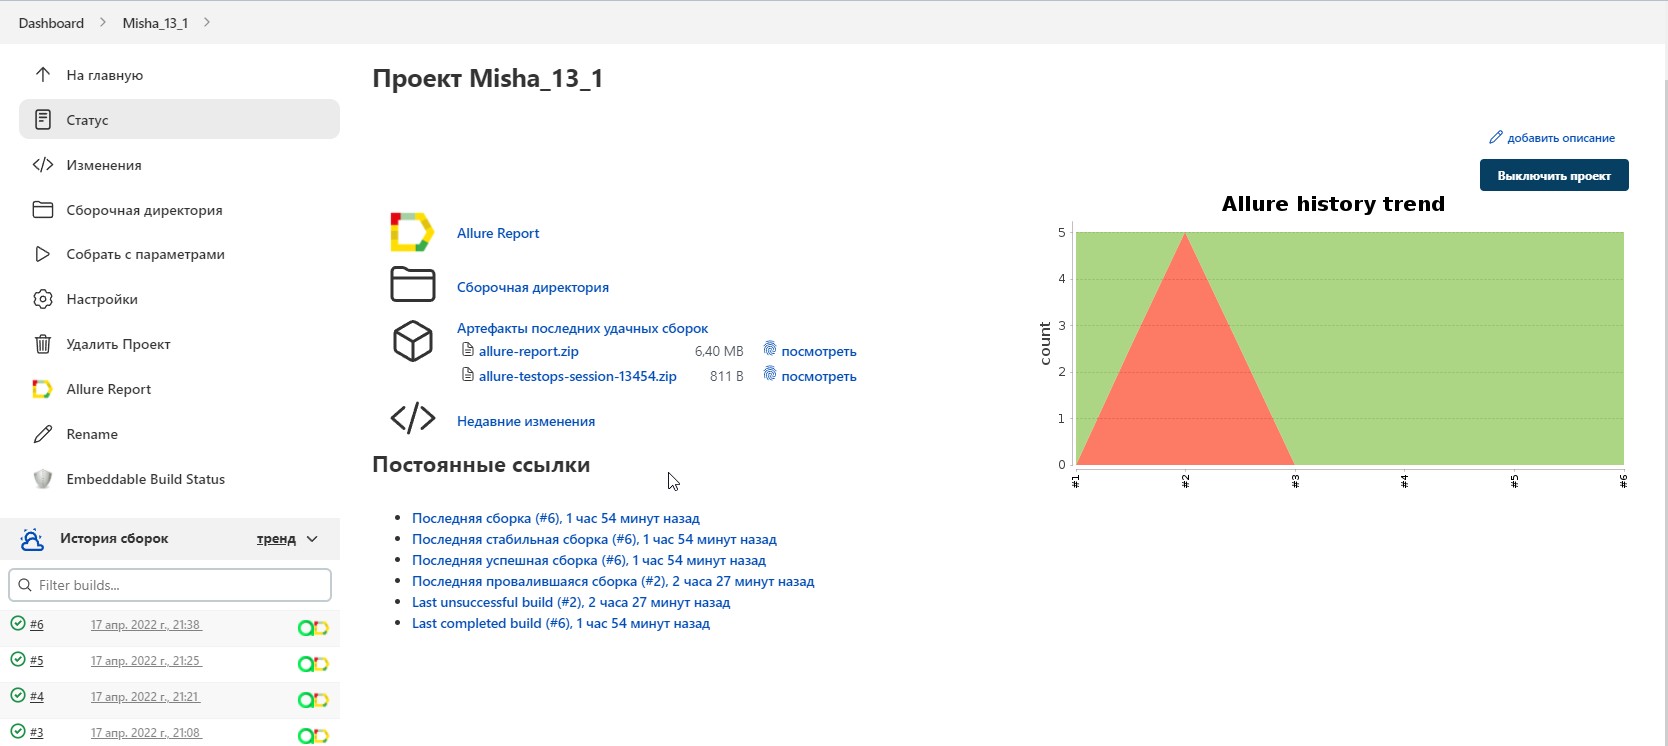 Dashboard
Misha_13_1
На главную
Статус
Изменения
Сборочная директория
Собрать с параметрами
Настройки
Удалить Проект
Allure Report
Rename
Embeddable Build Status
История сборок
тренд
Filter builds...
#6 17 апр. 2022 г., 21:38
#5 17 апр. 2022 г., 21:25
#4 17 апр. 2022 г., 21:21
#3 17 апр. 2022 г., 21:08
Проект Misha_13_1
добавить описание
Выключить проект
Allure Report
Сборочная директория
Артефакты последних удачных сборок
allure-report.zip 6,40 MB посмотреть
allure-testops-session-13454.zip 811 B посмотреть
Недавние изменения
Постоянные ссылки
Последняя сборка (#6), 1 час 54 минут назад
Последняя стабильная сборка (#6), 1 час 54 минут назад
Последняя успешная сборка (#6), 1 час 54 минут назад
Последняя провалившаяся сборка (#2), 2 часа 27 минут назад
Last unsuccessful build (#2), 2 часа 27 минут назад
Last completed build (#6), 1 час 54 минут назад
Allure history trend
count
5
4
3
2
1
0
#1
#2
#3
#4
#5
#6